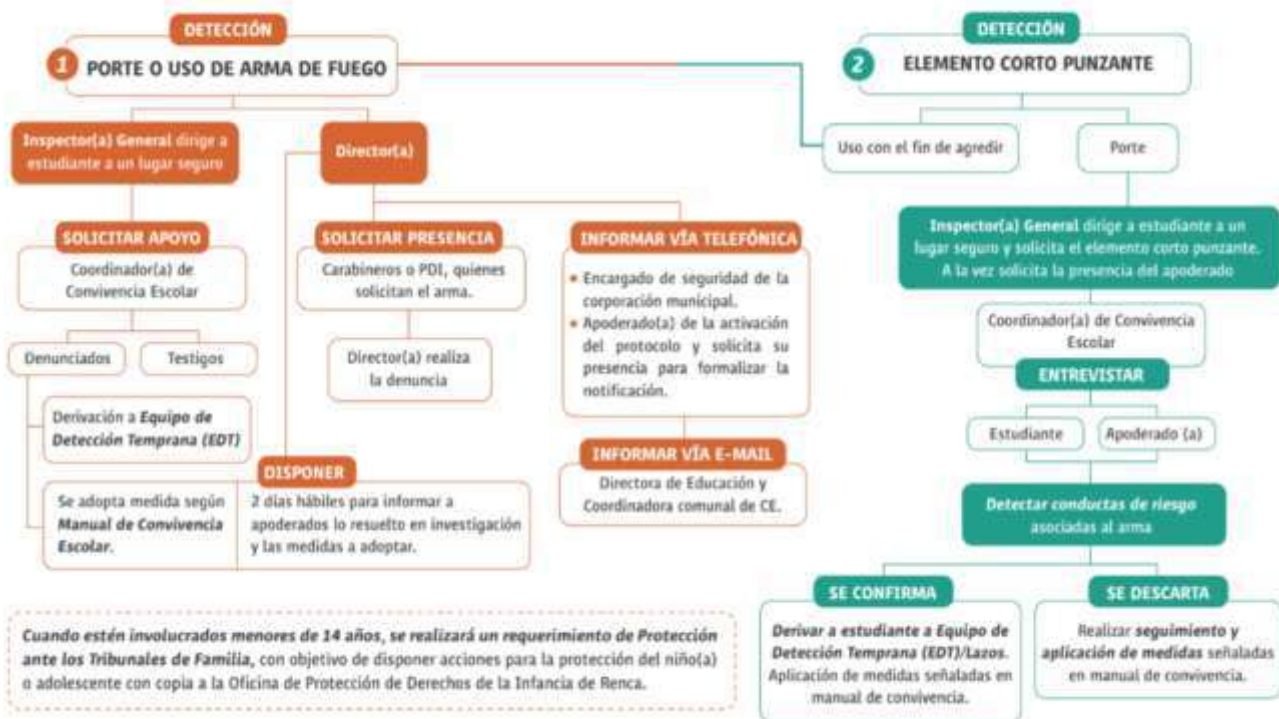 DETECCIÓN
1 PORTE O USO DE ARMA DE FUEGO
Inspector(a) General dirige a
estudiante a un lugar seguro
Director(a)
SOLICITAR APOYO
Coordinador(a) de
Convivencia Escolar
Denunciados
Testigos
Derivación a Equipo de
Detección Temprana (EDT)
Se adopta medida según
Manual de Convivencia
Escolar.
DISPONER
2 días hábiles para informar a
apoderados lo resuelto en investigación
y las medidas a adoptar.
SOLICITAR PRESENCIA
Carabineros o PDI, quienes
solicitan el arma.
Director(a) realiza
la denuncia
INFORMAR VÍA TELEFÓNICA
• Encargado de seguridad de la
corporación municipal.
• Apoderado(a) de la activación
del protocolo y solicita su
presencia para formalizar la
notificación.
INFORMAR VÍA E-MAIL
Directora de Educación y
Coordinadora comunal de CE.
Cuando estén involucrados menores de 14 años, se realizará un requerimiento de Protección
ante los Tribunales de Familia, con objetivo de disponer acciones para la protección del niño(a)
o adolescente con copia a la Oficina de Protección de Derechos de la Infancia de Renca.
DETECCIÓN
2 ELEMENTO CORTO PUNZANTE
Uso con el fin de agredir
Porte
Inspector(a) General dirige a estudiante a un
lugar seguro y solicita el elemento corto punzante.
A la vez solicita la presencia del apoderado
Coordinador(a) de Convivencia
Escolar
ENTREVISTAR
Estudiante
Apoderado (a)
Detectar conductas de riesgo
asociadas al arma
SE CONFIRMA
Derivar a estudiante a Equipo de
Detección Temprana (EDT)/Lazos.
Aplicación de medidas señaladas en
manual de convivencia.
SE DESCARTA
Realizar seguimiento y
aplicación de medidas señaladas
en manual de convivencia.